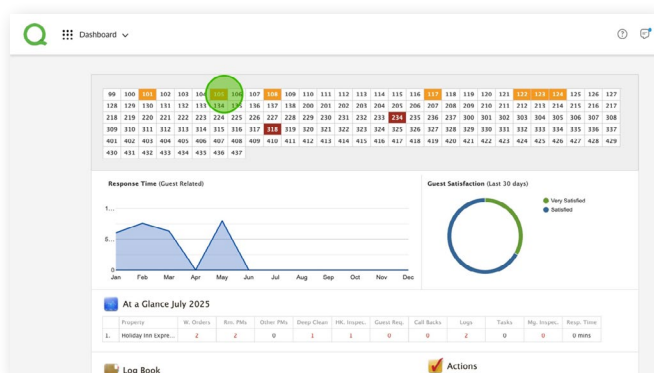 Dashboard
99 100 101 102 103 104 105 106 107 108 109 110 111 112 113 114 115 116 117 118 119 120 121 122 123 124 125 126 127
128 129 130 131 132 133 134 135 136 137 138 200 201 202 203 204 205 206 207 208 209 210 211 212 213 214 215 216 217
218 219 220 221 222 223 224 225 226 227 228 229 230 231 232 233 234 235 236 237 300 301 302 303 304 305 306 307 308
309 310 311 312 313 314 315 316 317 318 319 320 321 322 323 324 325 326 327 328 329 330 331 332 333 334 335 336 337
401 402 403 404 405 406 407 408 409 410 411 412 413 414 415 416 417 418 419 420 421 422 423 424 425 426 427 428 429
430 431 432 433 434 435 436 437
Response Time (Guest Related)
Guest Satisfaction (Last 30 days)
1...
5...
0
Jan Feb Mar Apr May Jun Jul Aug Sep Oct Nov Dec
Very Satisfied
Satisfied
At a Glance July 2025
Property W. Orders Rm. PMs Other PMs Deep Clean HK. Inspec. Guest Req. Call Backs Logs Tasks Mg. Inspec. Resp. Time
1. Holiday Inn Expre... 2 2 0 1 1 0 0 2 0 0 0 mins
Log Book
Actions